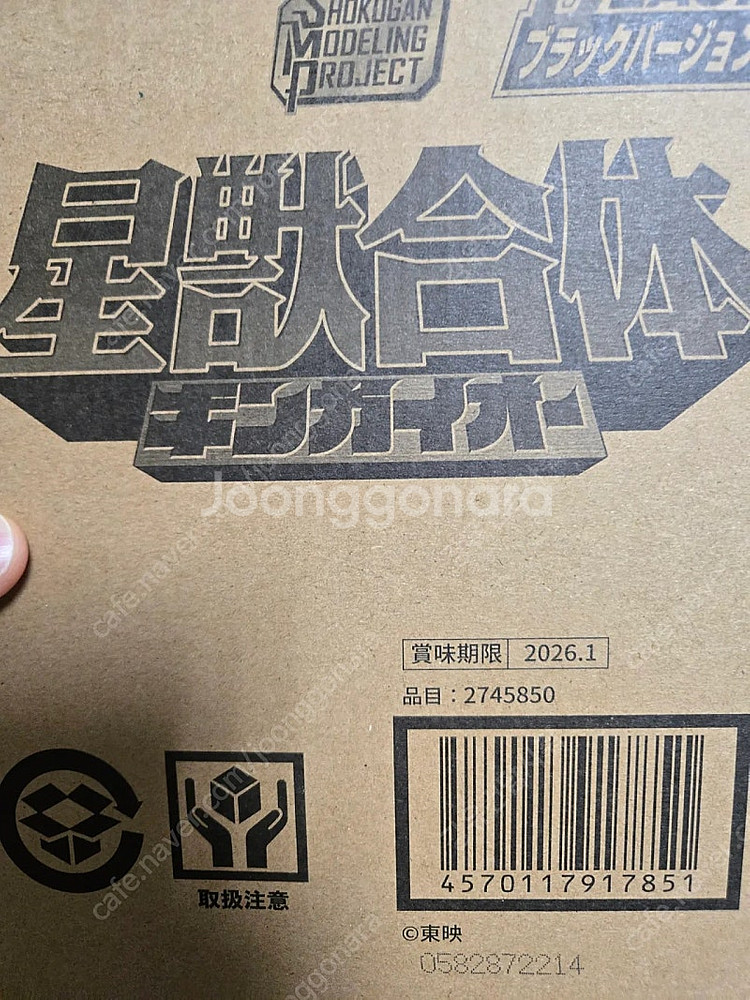 SHOKUGAN
MODELING
PROJECT
ブラックバージョン
星獣合体
キンガイオー
Joonggonara
賞味期限 2026.1
品目：2745850
4570117917851
取扱注意
©東映
0582872214